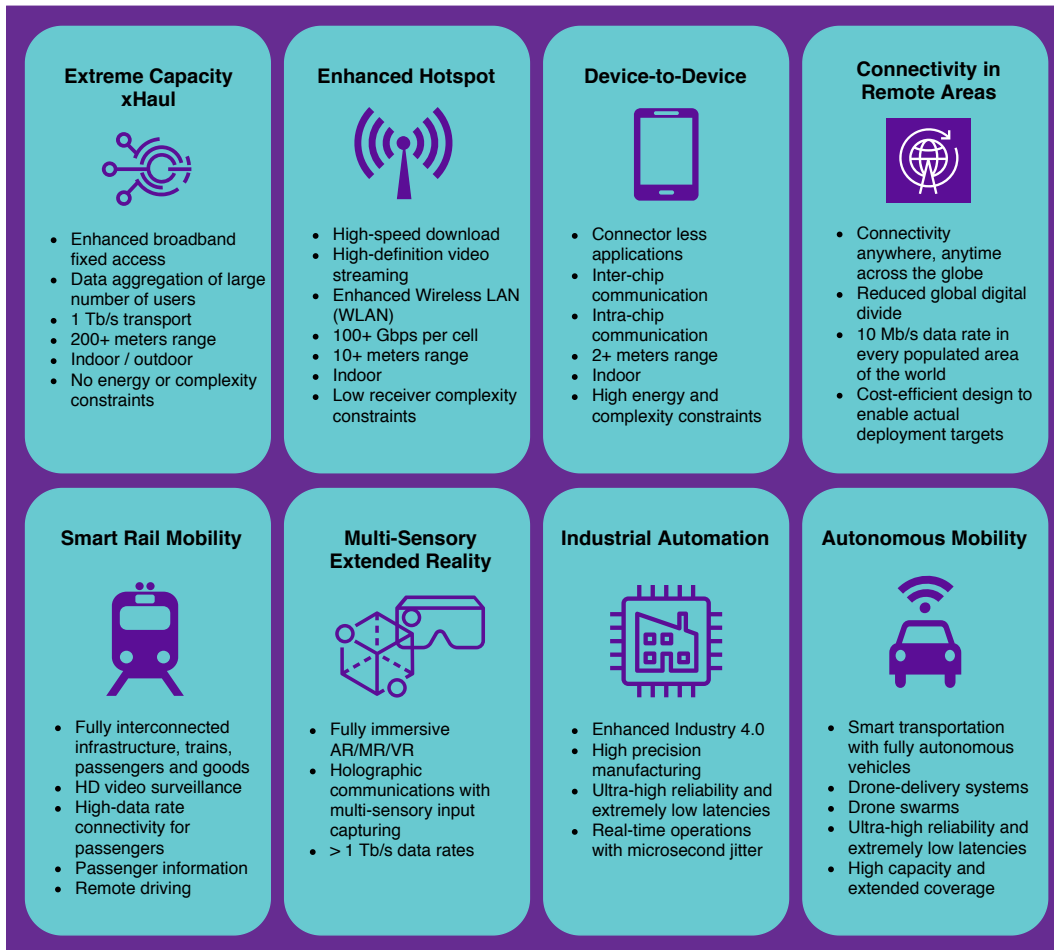 Extreme Capacity
xHaul
• Enhanced broadband
fixed access
• Data aggregation of large
number of users
• 1 Tb/s transport
• 200+ meters range
• Indoor / outdoor
• No energy or complexity
constraints
Enhanced Hotspot
• High-speed download
• High-definition video
streaming
• Enhanced Wireless LAN
(WLAN)
• 100+ Gbps per cell
• 10+ meters range
• Indoor
• Low receiver complexity
constraints
Device-to-Device
• Connector less
applications
• Inter-chip
communication
• Intra-chip
communication
• 2+ meters range
• Indoor
• High energy and
complexity constraints
Connectivity in
Remote Areas
• Connectivity
anywhere, anytime
across the globe
• Reduced global digital
divide
• 10 Mb/s data rate in
every populated area
of the world
• Cost-efficient design to
enable actual
deployment targets
Smart Rail Mobility
• Fully interconnected
infrastructure, trains,
passengers and goods
• HD video surveillance
• High-data rate
connectivity for
passengers
• Passenger information
• Remote driving
Multi-Sensory
Extended Reality
• Fully immersive
AR/MR/VR
• Holographic
communications with
multi-sensory input
capturing
• > 1 Tb/s data rates
Industrial Automation
• Enhanced Industry 4.0
• High precision
manufacturing
• Ultra-high reliability and
extremely low latencies
• Real-time operations
with microsecond jitter
Autonomous Mobility
• Smart transportation
with fully autonomous
vehicles
• Drone-delivery systems
• Drone swarms
• Ultra-high reliability and
extremely low latencies
• High capacity and
extended coverage